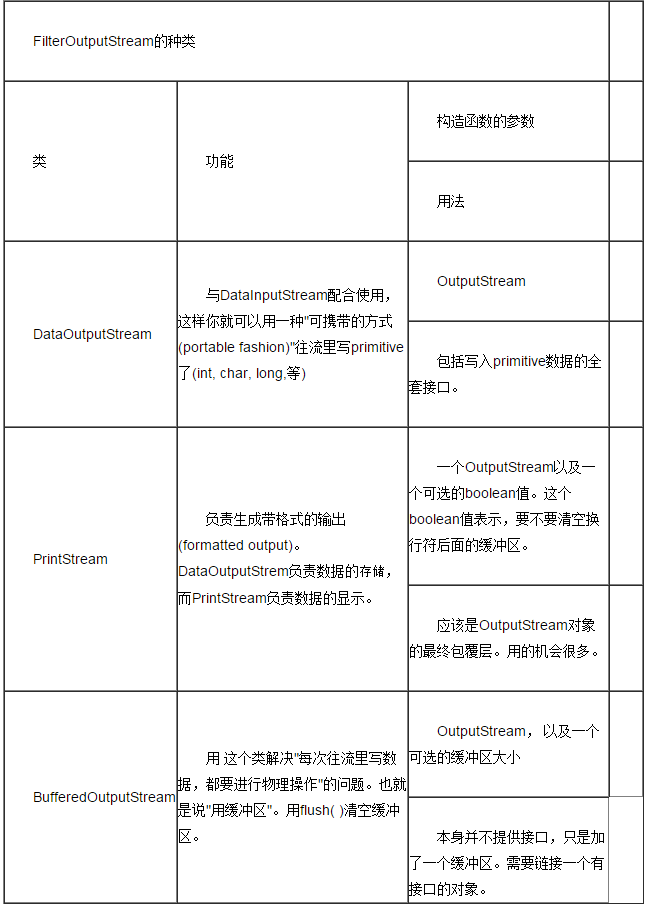 FilterOutputStream的种类
类
功能
构造函数的参数
用法
DataOutputStream
与DataInputStream配合使用，
这样你就可以用一种"可携带的方式
(portable fashion)"往流里写primitive
了(int, char, long,等)
OutputStream
包括写入primitive数据的全
套接口。
PrintStream
负责生成带格式的输出
(formatted output)。
DataOutputStrem负责数据的存储，
而PrintStream负责数据的显示。
一个OutputStream以及一
个可选的boolean值。这个
boolean值表示，要不要清空换
行符后面的缓冲区。
应该是OutputStream对象
的最终包覆层。用的机会很多。
BufferedOutputStream
用 这个类解决"每次往流里写数
据，都要进行物理操作"的问题。也就
是说"用缓冲区"。用flush( )清空缓冲
区。
OutputStream， 以及一个
可选的缓冲区大小
本身并不提供接口，只是加
了一个缓冲区。需要链接一个有
接口的对象。